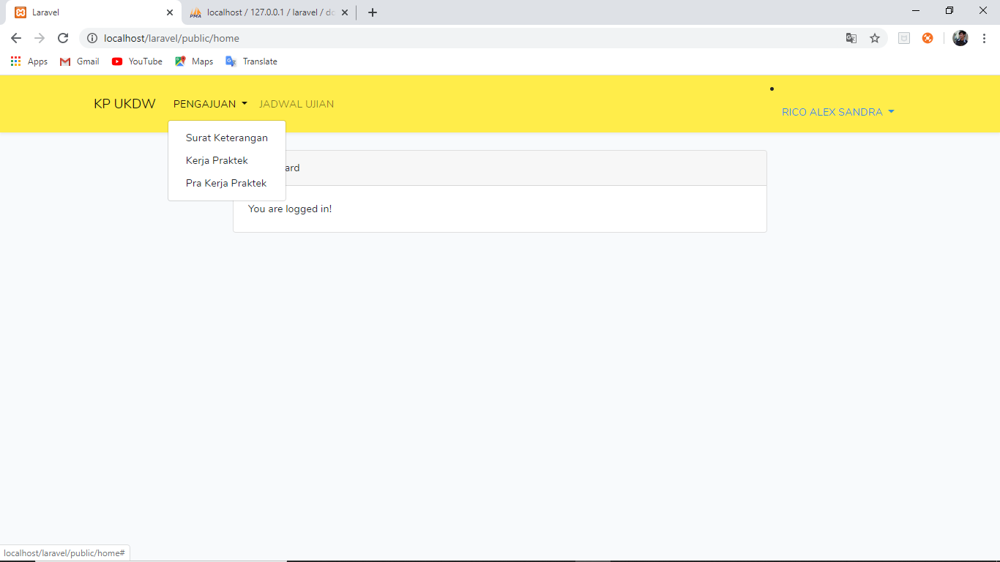 Laravel
localhost / 127.0.0.1 / laravel / do
localhost/laravel/public/home
Apps Gmail YouTube Maps Translate
KP UKDW PENGAJUAN JADWAL UJIAN
RICO ALEX SANDRA
Surat Keterangan
Kerja Praktek
Pra Kerja Praktek
ard
You are logged in!
localhost/laravel/public/home#